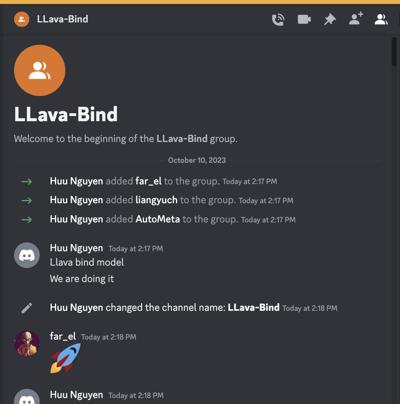 LLava-Bind
LLava-Bind
Welcome to the beginning of the LLava-Bind group.
October 10, 2023
Huu Nguyen added far_el to the group. Today at 2:17 PM
Huu Nguyen added liangyuch to the group. Today at 2:17 PM
Huu Nguyen added AutoMeta to the group. Today at 2:17 PM
Huu Nguyen Today at 2:17 PM
Llava bind model
We are doing it
Huu Nguyen changed the channel name: LLava-Bind Today at 2:18 PM
far_el Today at 2:18 PM
Huu Nguyen Today at 2:18 PM